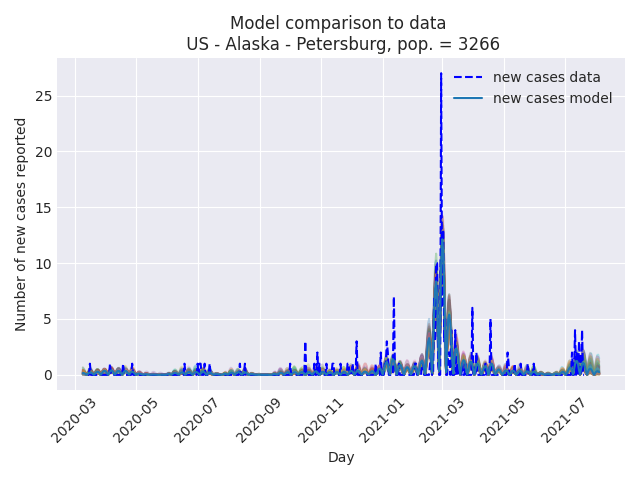 Model comparison to data
US - Alaska - Petersburg, pop. = 3266
new cases data
new cases model
Number of new cases reported
25
20
15
10
5
0
2020-03
2020-05
2020-07
2020-09
2020-11
2021-01
2021-03
2021-05
2021-07
Day